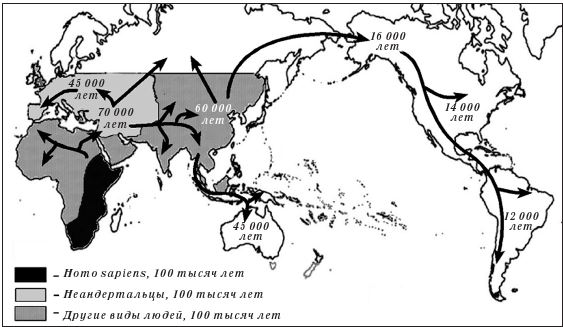 16 000
лет
45 000
лет
70 000
лет
60 000
лет
14 000
лет
12 000
лет
45 000
лет
– Homo sapiens, 100 тысяч лет
– Неандертальцы, 100 тысяч лет
– Другие виды людей, 100 тысяч лет